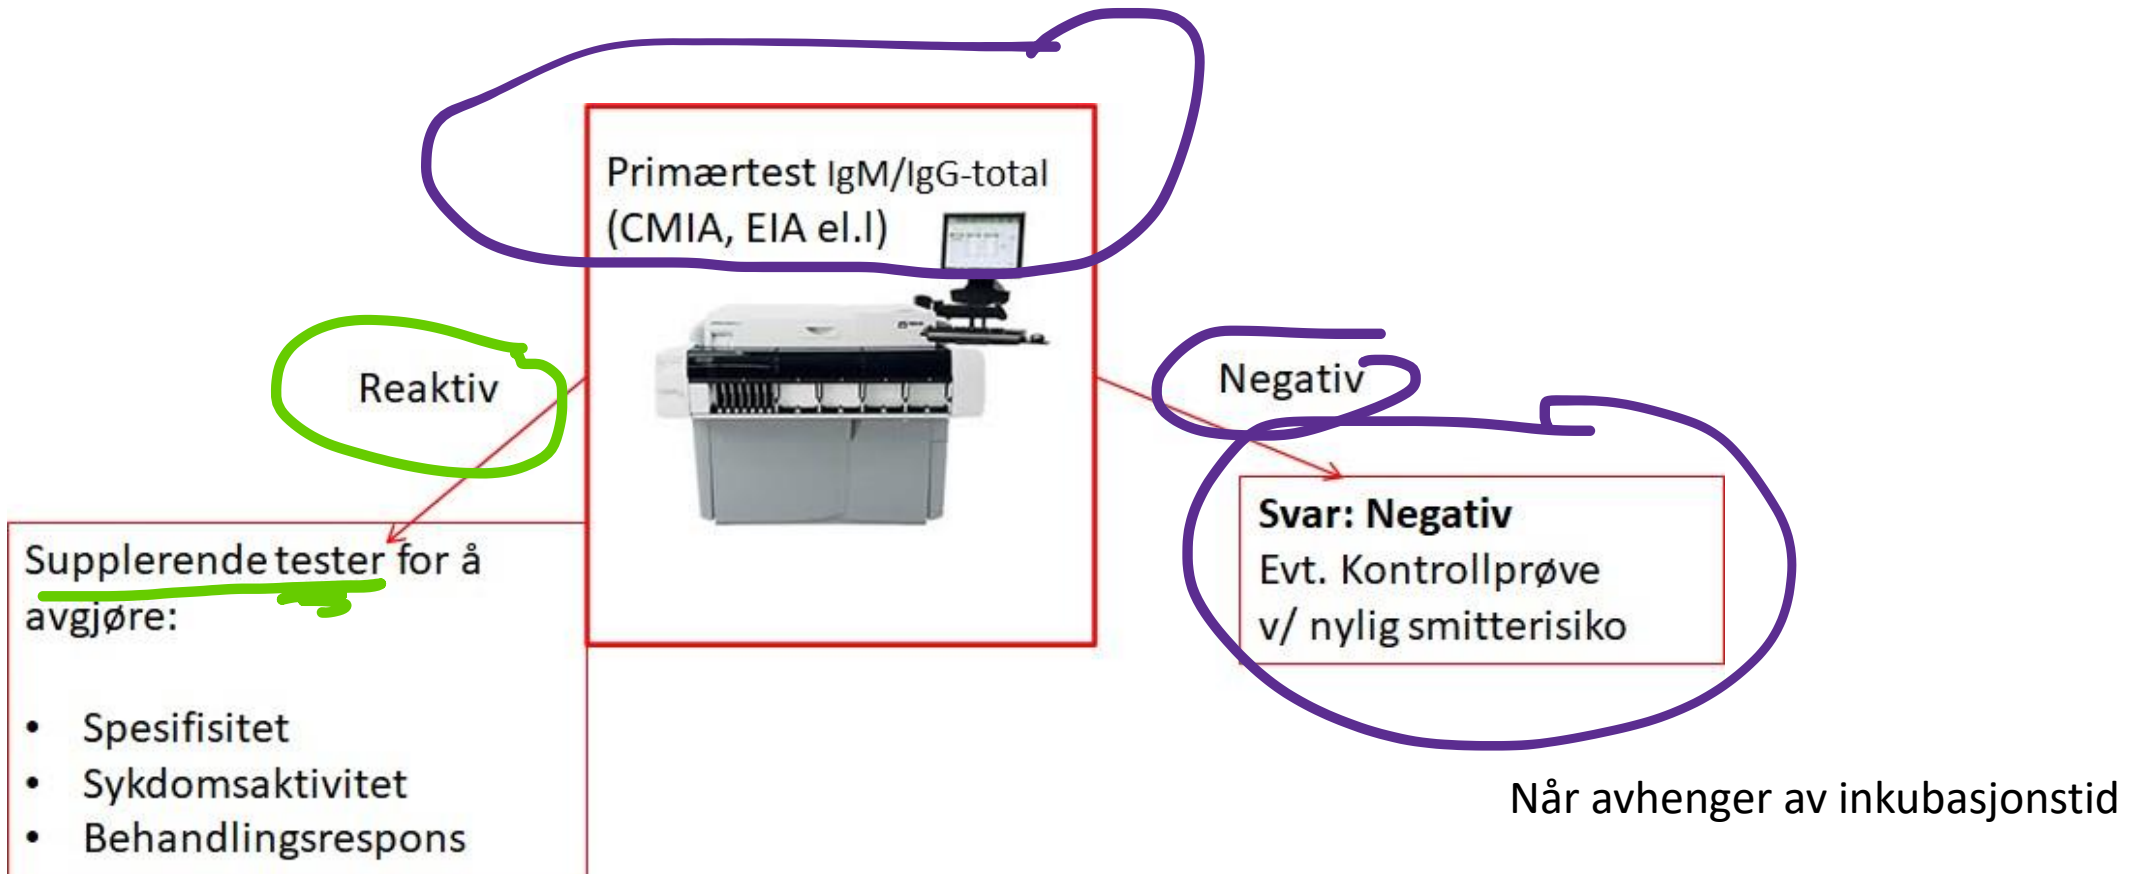 Primærtest IgM/IgG-total
(CMIA, EIA el.l)
Reaktiv
Negativ
Supplerende tester for å
avgjøre:
• Spesifisitet
• Sykdomsaktivitet
• Behandlingsrespons
Svar: Negativ
Evt. Kontrollprøve
v/ nylig smitterisiko
Når avhenger av inkubasjonstid